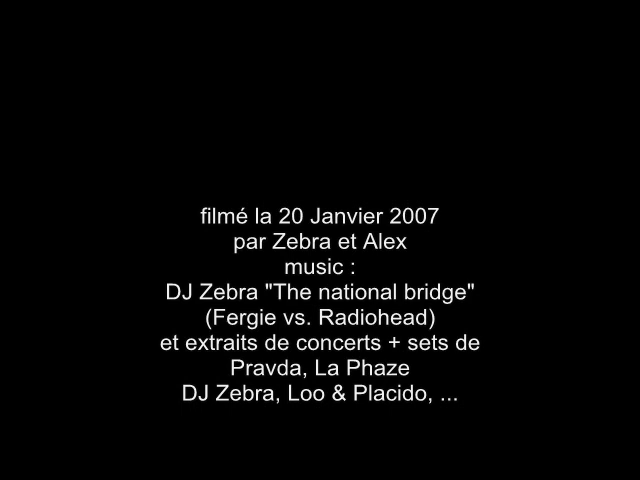 filmé la 20 Janvier 2007
par Zebra et Alex
music :
DJ Zebra "The national bridge"
(Fergie vs. Radiohead)
et extraits de concerts + sets de
Pravda, La Phaze
DJ Zebra, Loo & Placido, ...